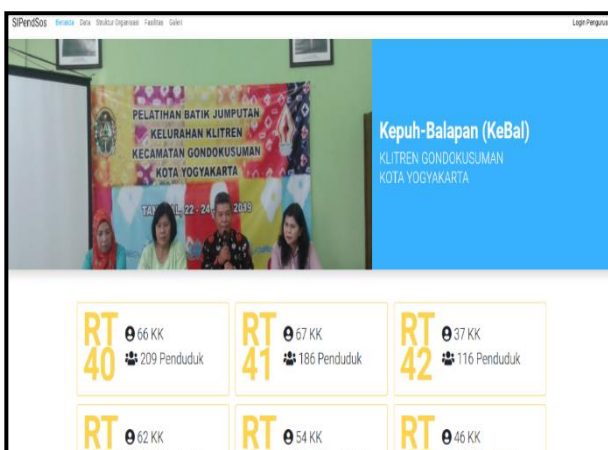 SIPendSos Beranda Data Struktur Organisasi Fasilitas Galeri Login Pengurus
PELATIHAN BATIK JUMPUTAN
KELURAHAN KLITREN
KECAMATAN GONDOKUSUMAN
KOTA YOGYAKARTA
22 - 24 2019
Kepuh-Balapan (KeBal)
KLITREN GONDOKUSUMAN
KOTA YOGYAKARTA
RT 40
66 KK
209 Penduduk
RT 41
67 KK
186 Penduduk
RT 42
37 KK
116 Penduduk
RT
62 KK
RT
54 KK
RT
46 KK